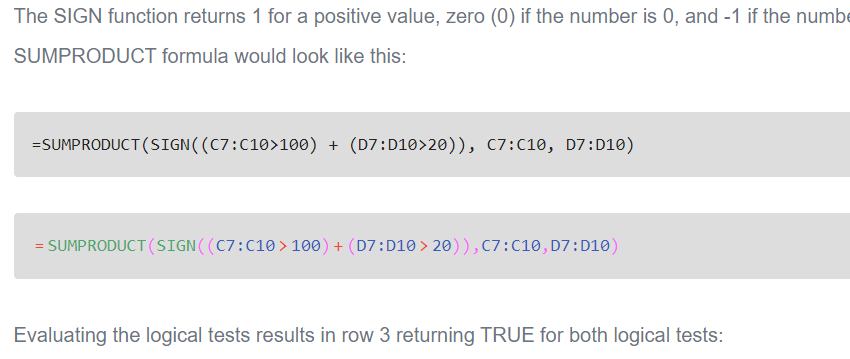 The SIGN function returns 1 for a positive value, zero (0) if the number is 0, and -1 if the
SUMPRODUCT formula would look like this:
=SUMPRODUCT(SIGN((C7:C10>100) + (D7:D10>20)), C7:C10, D7:D10)
=SUMPRODUCT(SIGN((C7:C10>100)+(D7:D10>20)),C7:C10,D7:D10)
Evaluating the logical tests results in row 3 returning TRUE for both logical tests: